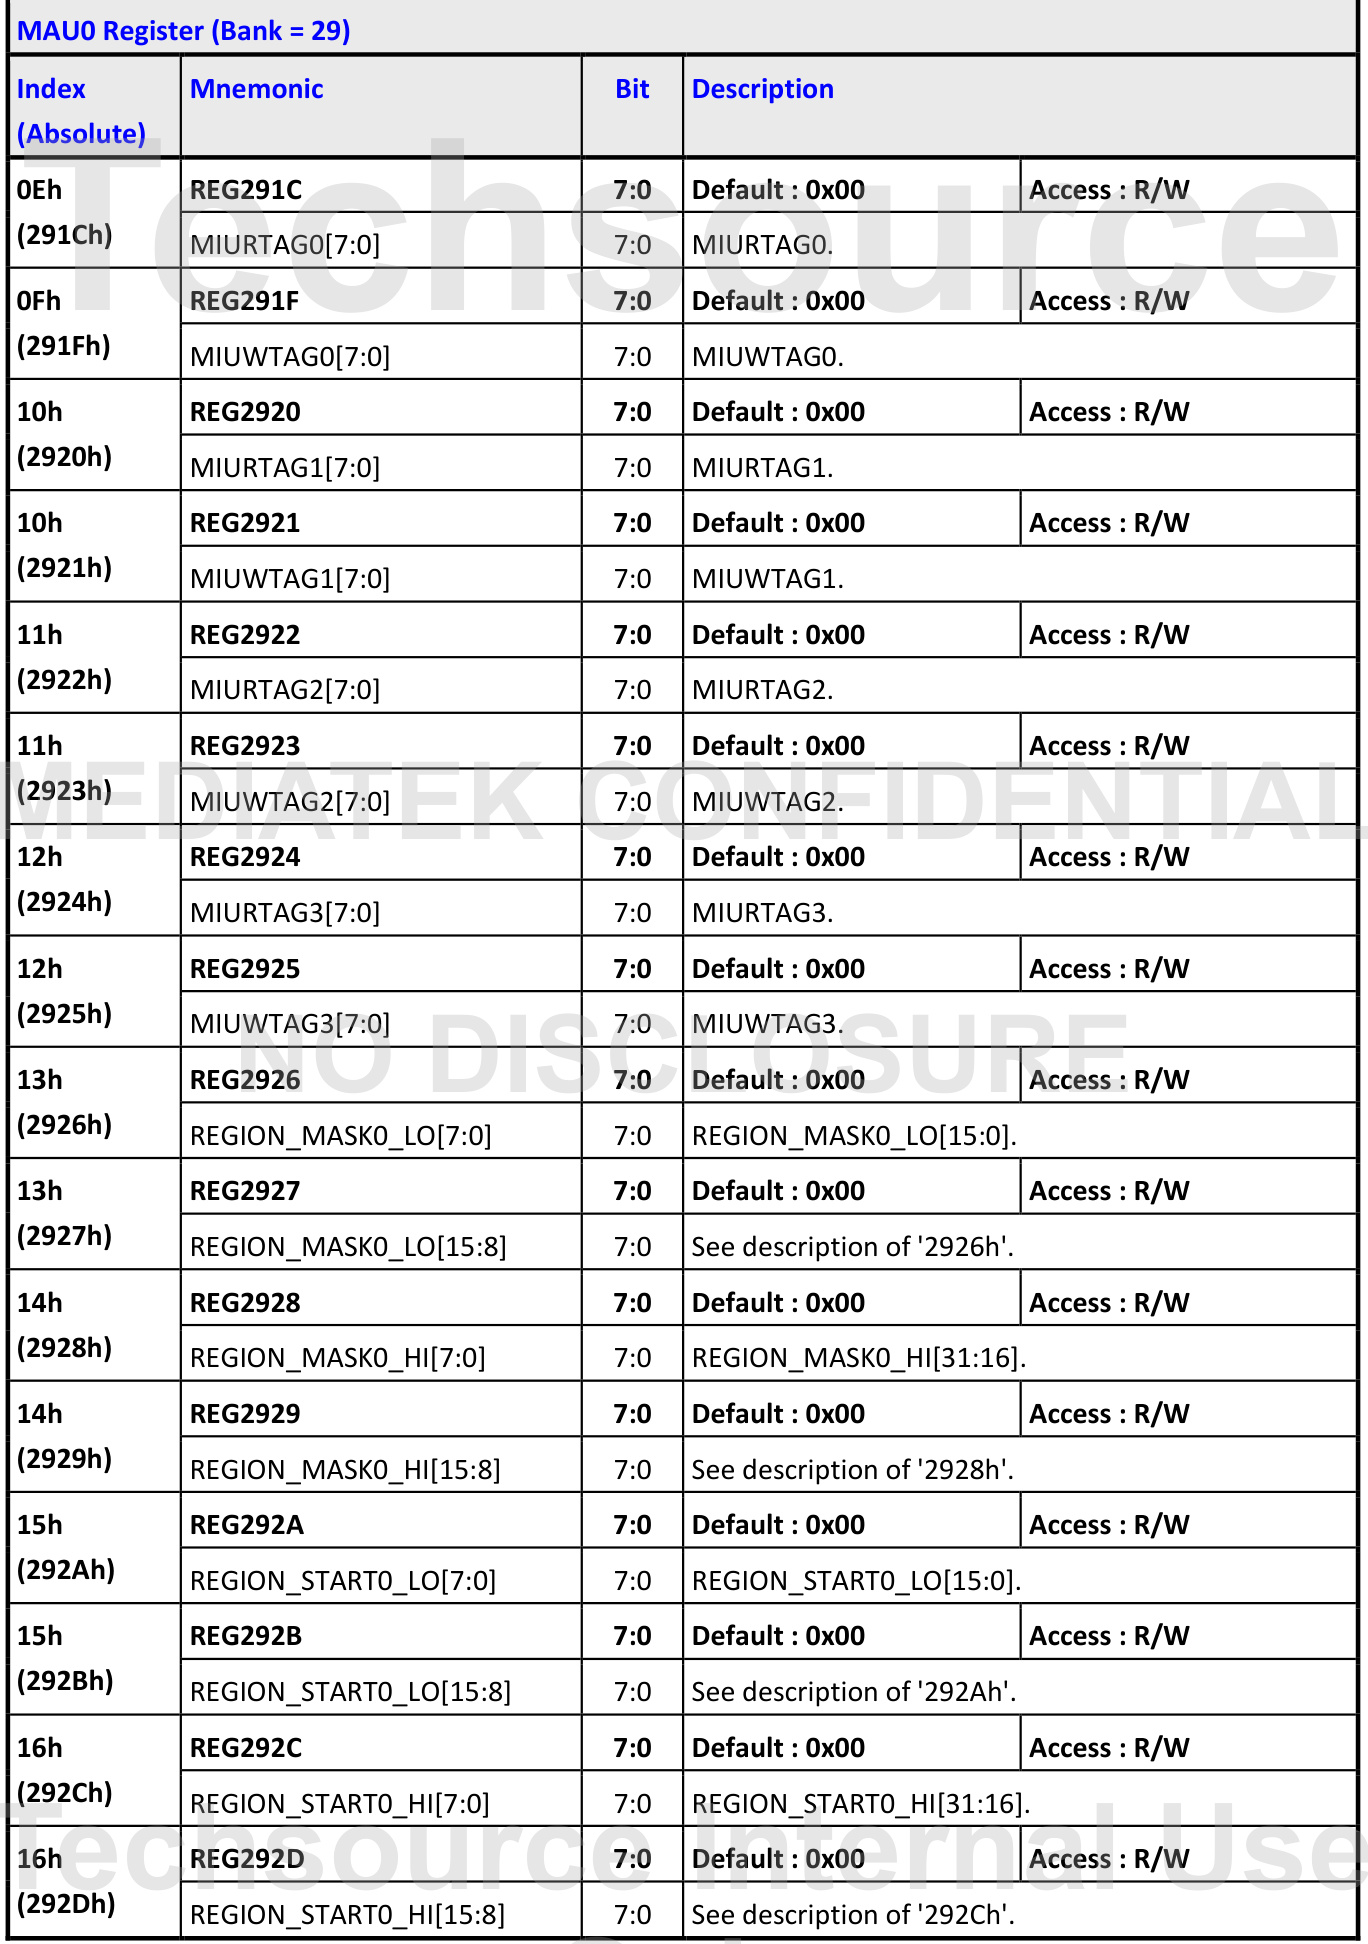 MAU0 Register (Bank = 29)
Index Mnemonic Bit Description
(Absolute)
0Eh REG291C 7:0 Default : 0x00 Access : R/W
(291Ch) MIURTAG0[7:0] 7:0 MIURTAG0.
Techsource
0Fh REG291F 7:0 Default : 0x00 Access : R/W
(291Fh) MIUWTAG0[7:0] 7:0 MIUWTAG0.
10h REG2920 7:0 Default : 0x00 Access : R/W
(2920h) MIURTAG1[7:0] 7:0 MIURTAG1.
10h REG2921 7:0 Default : 0x00 Access : R/W
(2921h) MIUWTAG1[7:0] 7:0 MIUWTAG1.
11h REG2922 7:0 Default : 0x00 Access : R/W
(2922h) MIURTAG2[7:0] 7:0 MIURTAG2.
11h REG2923 7:0 Default : 0x00 Access : R/W
(2923h) MIUWTAG2[7:0] 7:0 MIUWTAG2.
MEDIATEK CONFIDENTIAL
12h REG2924 7:0 Default : 0x00 Access : R/W
(2924h) MIURTAG3[7:0] 7:0 MIURTAG3.
12h REG2925 7:0 Default : 0x00 Access : R/W
(2925h) MIUWTAG3[7:0] 7:0 MIUWTAG3.
NO DISCLOSURE
13h REG2926 7:0 Default : 0x00 Access : R/W
(2926h) REGION_MASK0_LO[7:0] 7:0 REGION_MASK0_LO[15:0].
13h REG2927 7:0 Default : 0x00 Access : R/W
(2927h) REGION_MASK0_LO[15:8] 7:0 See description of '2926h'.
14h REG2928 7:0 Default : 0x00 Access : R/W
(2928h) REGION_MASK0_HI[7:0] 7:0 REGION_MASK0_HI[31:16].
14h REG2929 7:0 Default : 0x00 Access : R/W
(2929h) REGION_MASK0_HI[15:8] 7:0 See description of '2928h'.
15h REG292A 7:0 Default : 0x00 Access : R/W
(292Ah) REGION_START0_LO[7:0] 7:0 REGION_START0_LO[15:0].
15h REG292B 7:0 Default : 0x00 Access : R/W
(292Bh) REGION_START0_LO[15:8] 7:0 See description of '292Ah'.
16h REG292C 7:0 Default : 0x00 Access : R/W
(292Ch) REGION_START0_HI[7:0] 7:0 REGION_START0_HI[31:16].
Techsource Internal Use
16h REG292D 7:0 Default : 0x00 Access : R/W
(292Dh) REGION_START0_HI[15:8] 7:0 See description of '292Ch'.